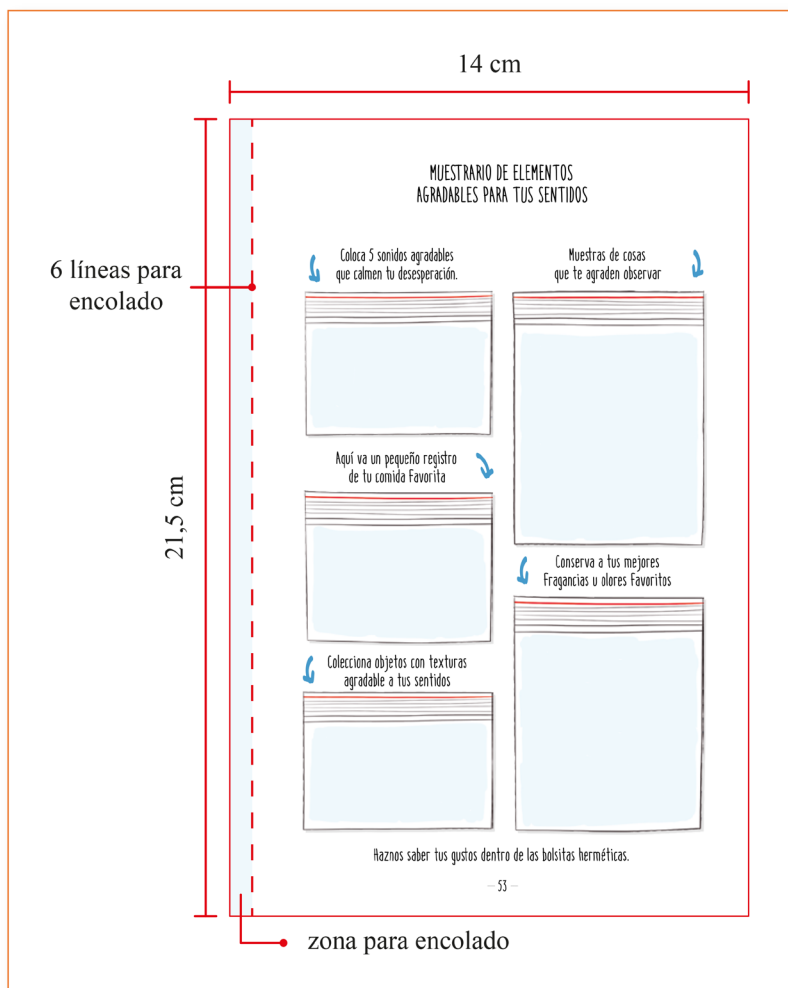 14 cm
MUESTRARIO DE ELEMENTOS
AGRADABLES PARA TUS SENTIDOS
6 líneas para
encolado
21,5 cm
Coloca 5 sonidos agradables
que calmen tu desesperación.
Muestras de cosas
que te agraden observar
Aquí va un pequeño registro
de tu comida Favorita
Conserva a tus mejores
Fragancias u olores Favoritos
Colecciona objetos con texturas
agradable a tus sentidos
Haznos saber tus gustos dentro de las bolsitas herméticas.
— 53 —
zona para encolado